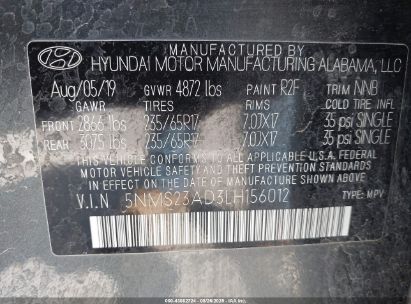 HYUNDAI MOTOR MANUFACTURING ALABAMA, LLC
Aug/05/19 GVWR 4872 lbs PAINT R2F TRIM NNB
GAWR TIRES RIMS COLD TIRE INFLATION
FRONT 2866 lbs 235/65R17 7.0JX17 35 psi SINGLE
REAR 3075 lbs 235/65R17 7.0JX17 35 psi SINGLE
THIS VEHICLE CONFORMS TO ALL APPLICABLE U.S. FEDERAL MOTOR
VEHICLE SAFETY, BUMPER, AND THEFT PREVENTION STANDARDS IN
EFFECT ON THE DATE OF MANUFACTURE SHOWN ABOVE.
V.I.N 5NMS23AD3LH156012 TYPE: MPV